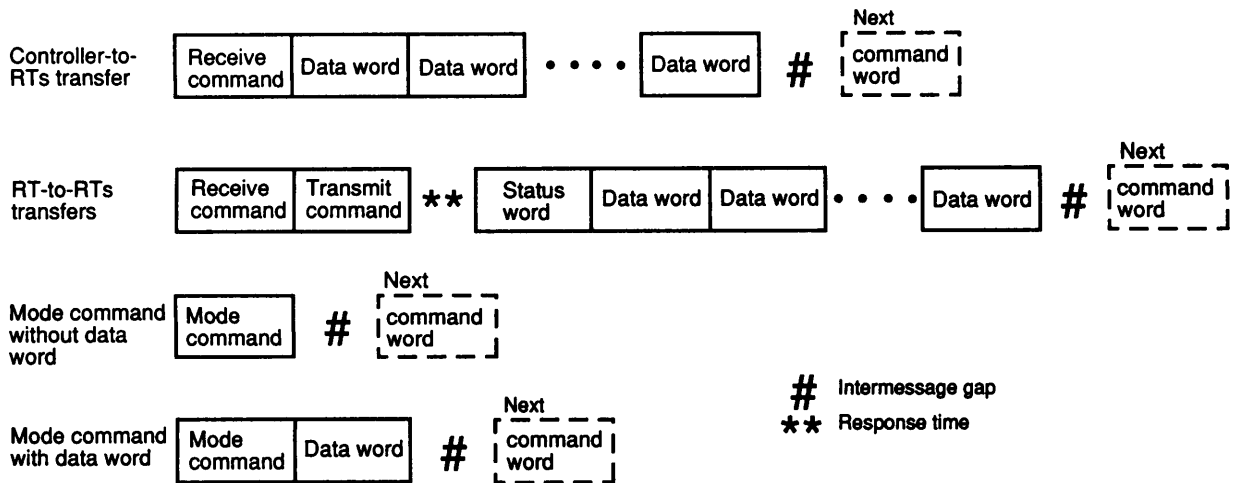 Next
Controller-to-
RTs transfer
Receive
command
Data word
Data word
• • • •
Data word
#
command
word
Next
RT-to-RTs
transfers
Receive
command
Transmit
command
**
Status
word
Data word
Data word
• • • •
Data word
#
command
word
Next
Mode command
without data
word
Mode
command
#
command
word
# Intermessage gap
** Response time
Next
Mode command
with data word
Mode
command
Data word
#
command
word